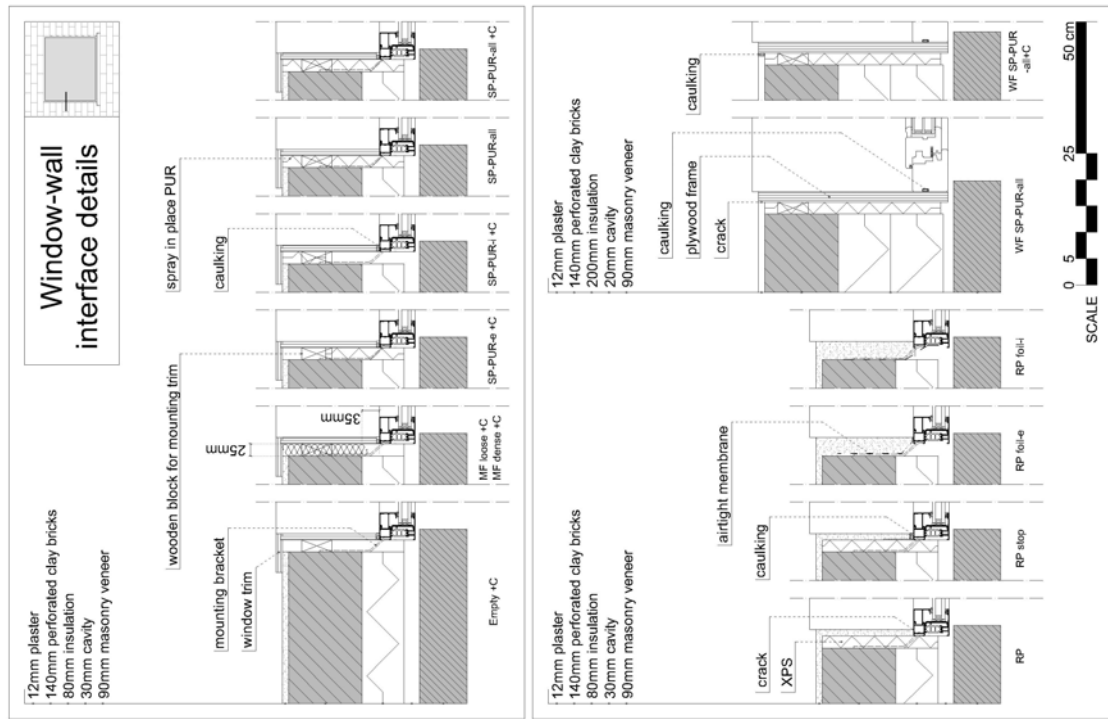 Window-wall
interface details
12mm plaster
140mm perforated clay bricks
80mm insulation
30mm cavity
90mm masonry veneer
mounting bracket
window trim
wooden block for mounting trim
25mm
35mm
spray in place PUR
caulking
Empty +C
MF loose +C
MF dense +C
SP-PUR-e +C
SP-PUR-i +C
SP-PUR-all
SP-PUR-all +C
12mm plaster
140mm perforated clay bricks
80mm insulation
30mm cavity
90mm masonry veneer
crack
XPS
caulking
airtight membrane
RP
RP stop
RP foil-e
RP foil-i
12mm plaster
140mm perforated clay bricks
200mm insulation
20mm cavity
90mm masonry veneer
caulking
plywood frame
crack
caulking
WF SP-PUR-all
WF SP-PUR
-all+C
SCALE
0 5 25 50 cm